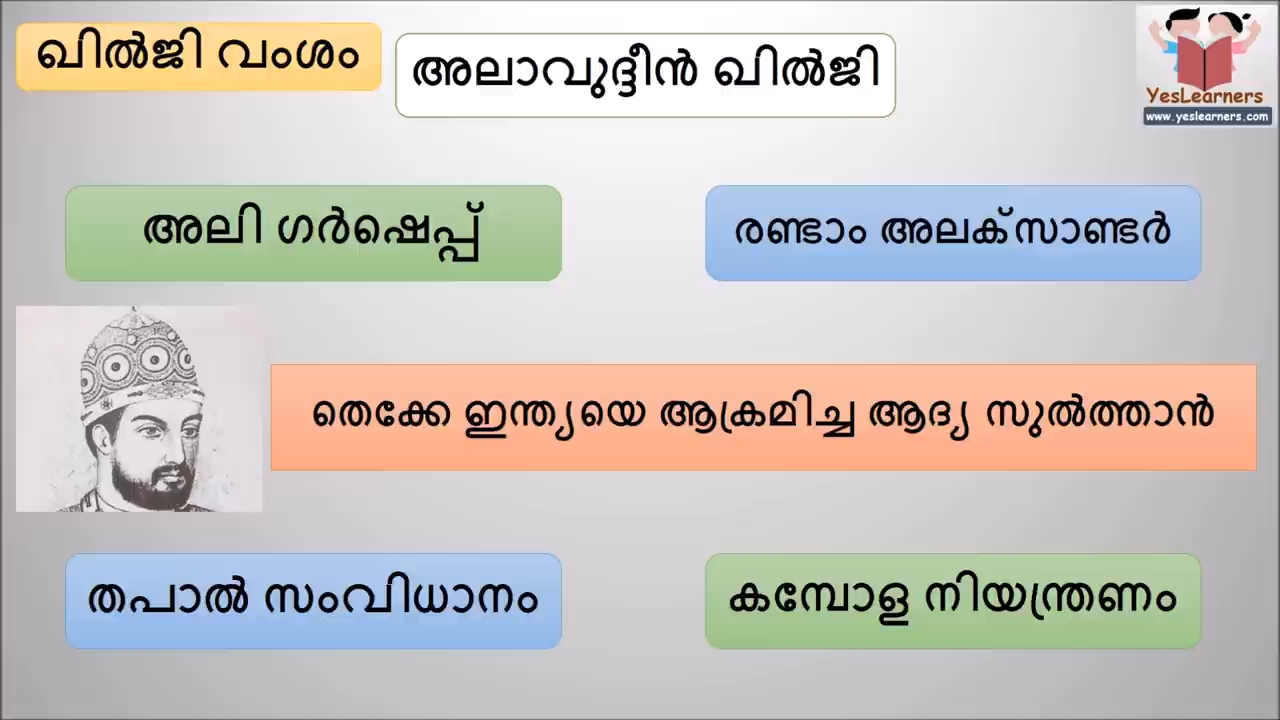 ഖിൽജി വംശം
അലാവുദ്ദീൻ ഖിൽജി
YesLearners
www.yeslearners.com
അലി ഗർഷെപ്പ്
രണ്ടാം അലക്സാണ്ടർ
തെക്കേ ഇന്ത്യയെ ആക്രമിച്ച ആദ്യ സുൽത്താൻ
തപാൽ സംവിധാനം
കമ്പോള നിയന്ത്രണം